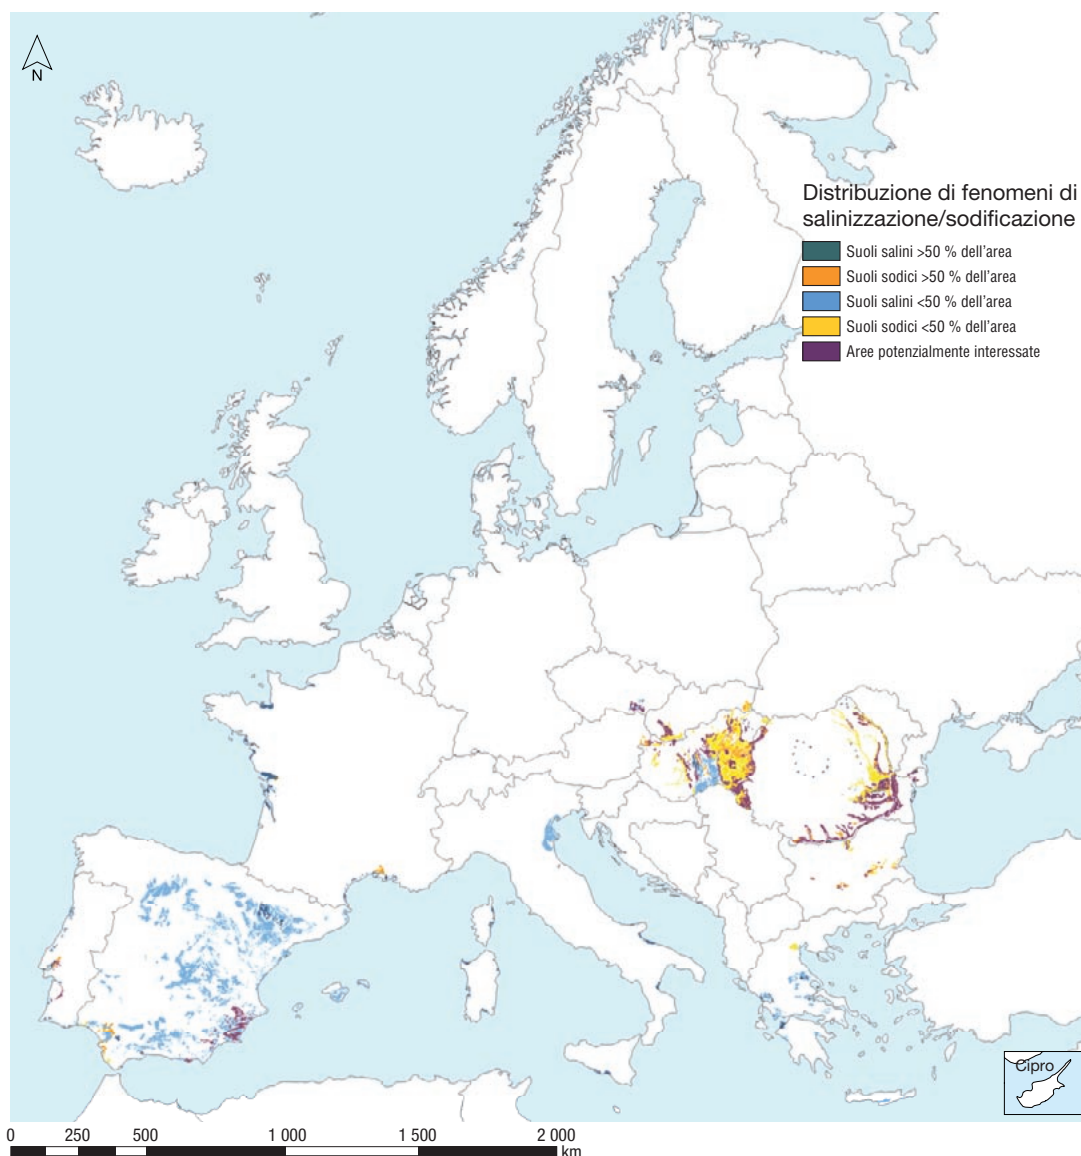 N
Distribuzione di fenomeni di
salinizzazione/sodificazione
Suoli salini >50 % dell'area
Suoli sodici >50 % dell'area
Suoli salini <50 % dell'area
Suoli sodici <50 % dell'area
Aree potenzialmente interessate
Cipro
0 250 500 1 000 1 500 2 000
km